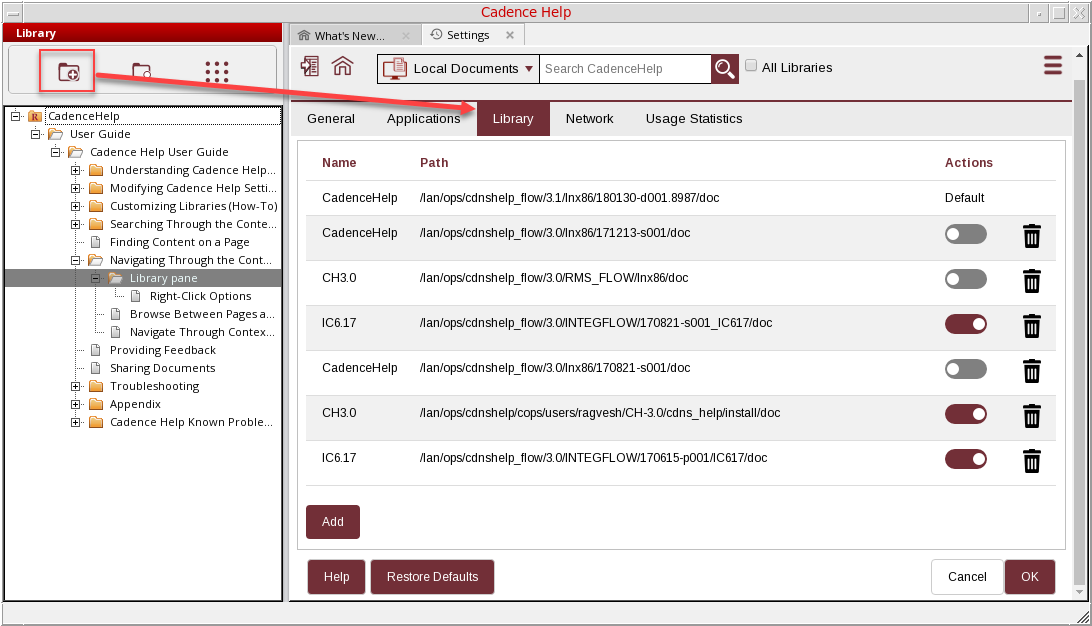 Cadence Help
Library
What's New...
Settings
Local Documents
Search CadenceHelp
All Libraries
R
CadenceHelp
User Guide
Cadence Help User Guide
Understanding Cadence Help...
Modifying Cadence Help Setti...
Customizing Libraries (How-To)
Searching Through the Conte...
Finding Content on a Page
Navigating Through the Cont...
Library pane
Right-Click Options
Browse Between Pages a...
Navigate Through Contex...
Providing Feedback
Sharing Documents
Troubleshooting
Appendix
Cadence Help Known Proble...
General Applications Library Network Usage Statistics
Name Path Actions
CadenceHelp /lan/ops/cdnshelp_flow/3.1/lnx86/180130-d001.8987/doc Default
CadenceHelp /lan/ops/cdnshelp_flow/3.0/lnx86/171213-s001/doc
CH3.0 /lan/ops/cdnshelp_flow/3.0/RMS_FLOW/lnx86/doc
IC6.17 /lan/ops/cdnshelp_flow/3.0/INTEGFLOW/170821-s001_IC617/doc
CadenceHelp /lan/ops/cdnshelp_flow/3.0/lnx86/170821-s001/doc
CH3.0 /lan/ops/cdnshelp/cops/users/ragvesh/CH-3.0/cdns_help/install/doc
IC6.17 /lan/ops/cdnshelp_flow/3.0/INTEGFLOW/170615-p001/IC617/doc
Add
Help Restore Defaults Cancel OK